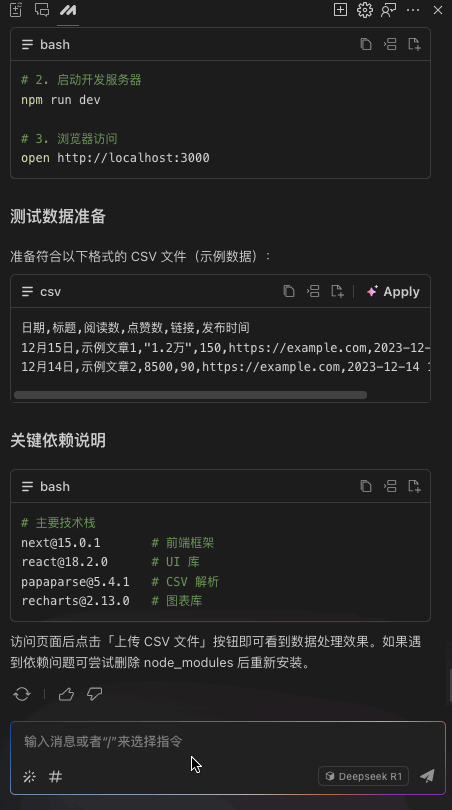 bash
# 2. 启动开发服务器
npm run dev
# 3. 浏览器访问
open http://localhost:3000
测试数据准备
准备符合以下格式的 CSV 文件（示例数据）：
csv
Apply
日期,标题,阅读数,点赞数,链接,发布时间
12月15日,示例文章1,"1.2万",150,https://example.com,2023-12-
12月14日,示例文章2,8500,90,https://example.com,2023-12-14
关键依赖说明
bash
# 主要技术栈
next@15.0.1 # 前端框架
react@18.2.0 # UI 库
papaparse@5.4.1 # CSV 解析
recharts@2.13.0 # 图表库
访问页面后点击「上传 CSV 文件」按钮即可看到数据处理效果。如果遇
到依赖问题可尝试删除 node_modules 后重新安装。
输入消息或者“/”来选择指令
Deepseek R1